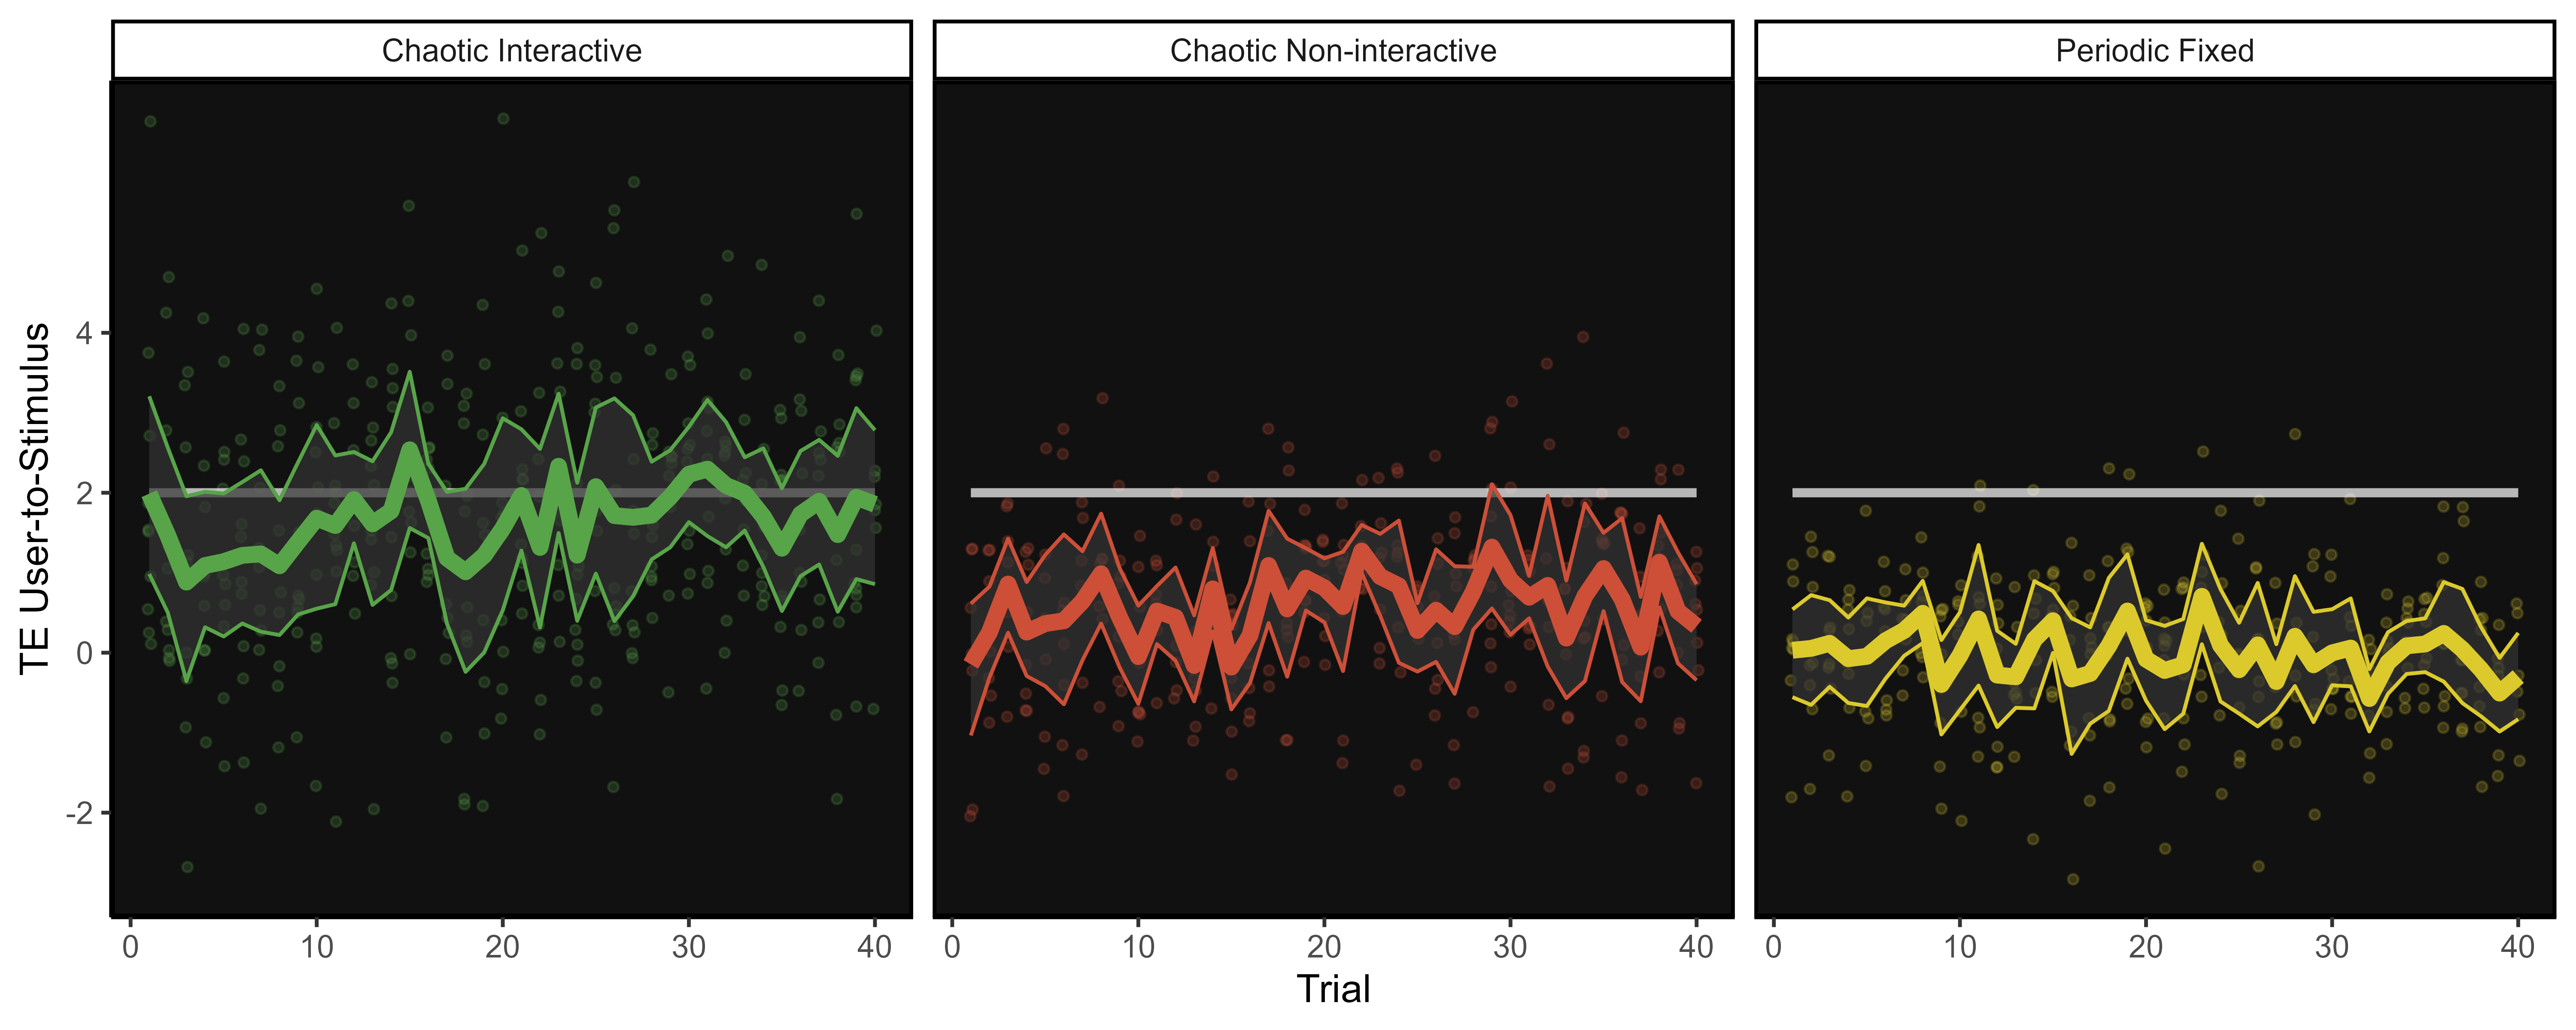 Chaotic Interactive
Chaotic Non-interactive
Periodic Fixed
TE User-to-Stimulus
4
2
0
-2
0 10 20 30 40
0 10 20 30 40
0 10 20 30 40
Trial